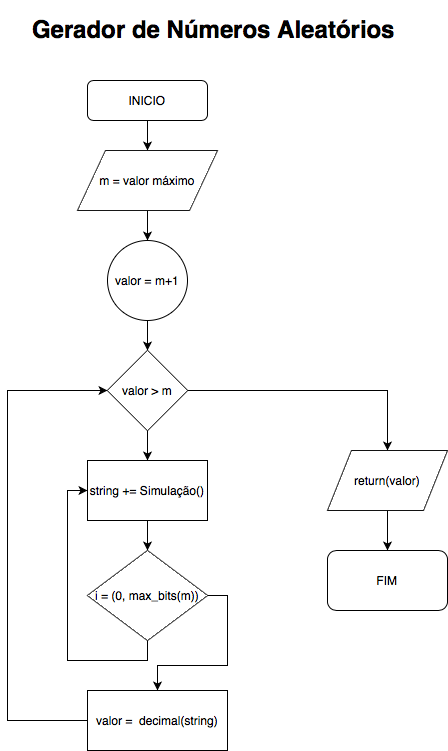 Gerador de Números Aleatórios
INICIO
m = valor máximo
valor = m+1
valor > m
string += Simulação()
return(valor)
i = (0, max_bits(m))
FIM
valor = decimal(string)